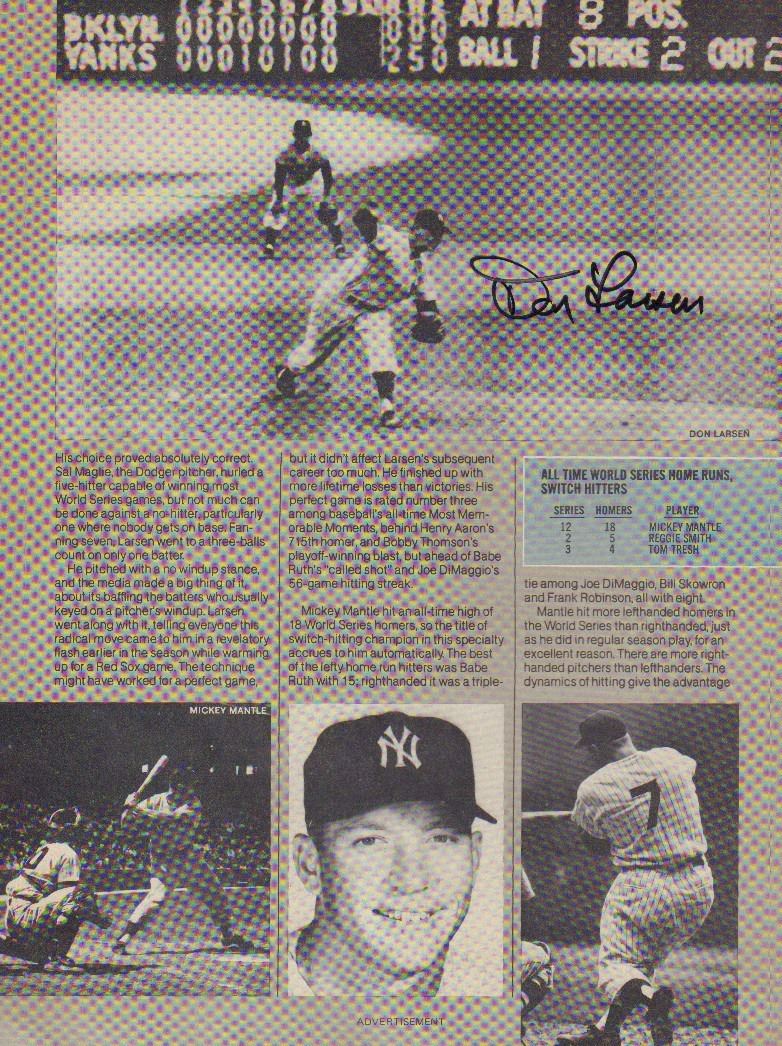 BKLYN. 00000000 000 AT BAT 8 POS.
YANKS 00010100 250 BALL 1 STRIKE 2 OUT 2
Don Larsen
DON LARSEN
His choice proved absolutely correct.
Sal Maglie, the Dodger pitcher, hurled a
five-hitter capable of winning most
World Series games, but not much can
be done against a no-hitter, particularly
one where nobody gets on base. Fan-
ning seven, Larsen went to a three-balls
count on only one batter.
He pitched with a no windup stance,
and the media made a big thing of it,
about its baffling the batters who usually
keyed on a pitcher's windup. Larsen
went along with it, telling everyone this
radical move came to him in a revelatory
flash earlier in the season while warming
up for a Red Sox game. The technique
might have worked for a perfect game,
but it didn't affect Larsen's subsequent
career too much. He finished up with
more lifetime losses than victories. His
perfect game is rated number three
among baseball's all-time Most Mem-
orable Moments, behind Henry Aaron's
715th homer, and Bobby Thomson's
playoff-winning blast, but ahead of Babe
Ruth's "called shot" and Joe DiMaggio's
56-game hitting streak.
Mickey Mantle hit an all-time high of
18 World Series homers, so the title of
switch-hitting champion in this specialty
accrues to him automatically. The best
of the lefty home run hitters was Babe
Ruth with 15; righthanded it was a triple-
ALL TIME WORLD SERIES HOME RUNS,
SWITCH HITTERS
SERIES HOMERS PLAYER
12 18 MICKEY MANTLE
2 5 REGGIE SMITH
3 4 TOM TRESH
tie among Joe DiMaggio, Bill Skowron
and Frank Robinson, all with eight.
Mantle hit more lefthanded homers in
the World Series than righthanded, just
as he did in regular season play, for an
excellent reason. There are more right-
handed pitchers than lefthanders. The
dynamics of hitting give the advantage
MICKEY MANTLE
NY
7
ADVERTISEMENT